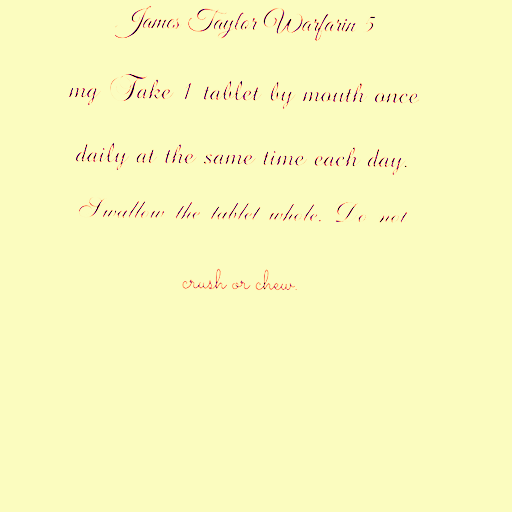 James Taylor Warfarin 5
mg Take 1 tablet by mouth once
daily at the same time each day.
Swallow the tablet whole. Do not
crush or chew.